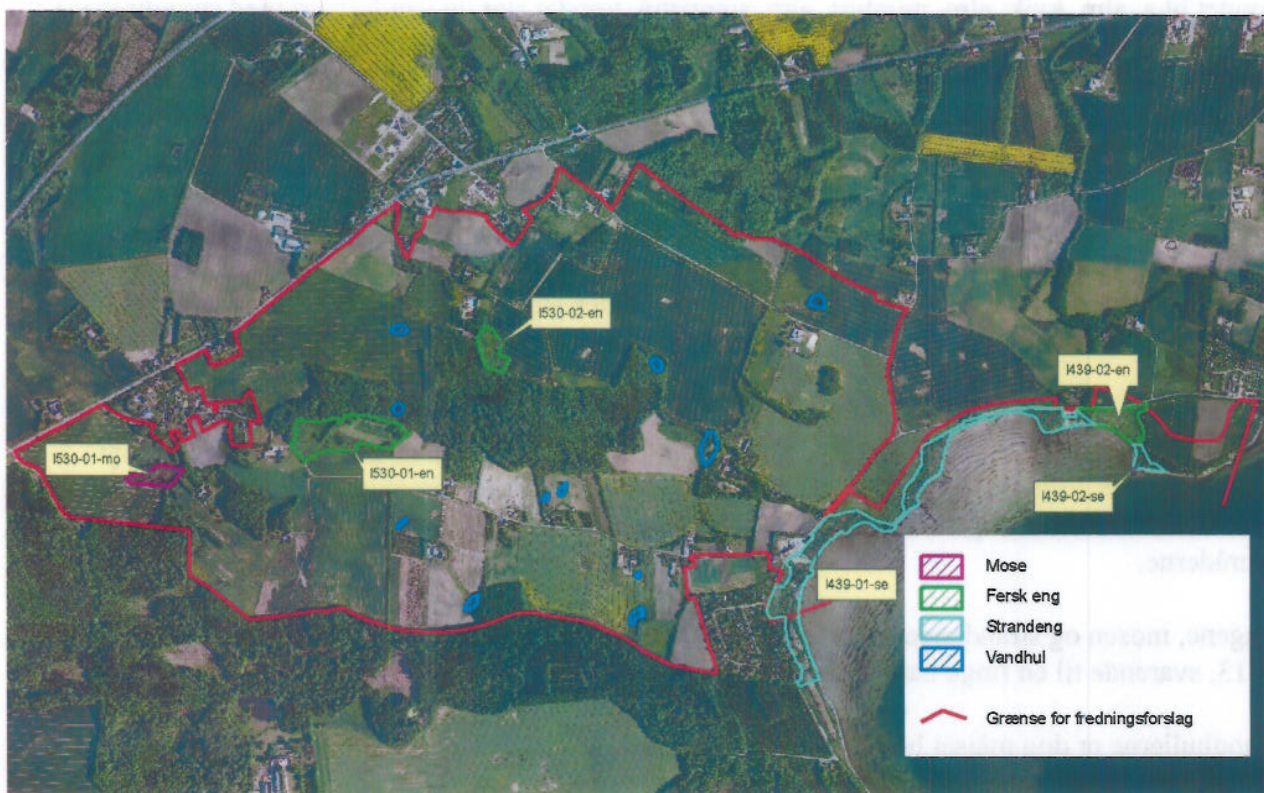 I530-02-en
I439-02-en
I530-01-mo
I530-01-en
I439-02-se
I439-01-se
Mose
Fersk eng
Strandeng
Vandhul
Grænse for fredningsforslag